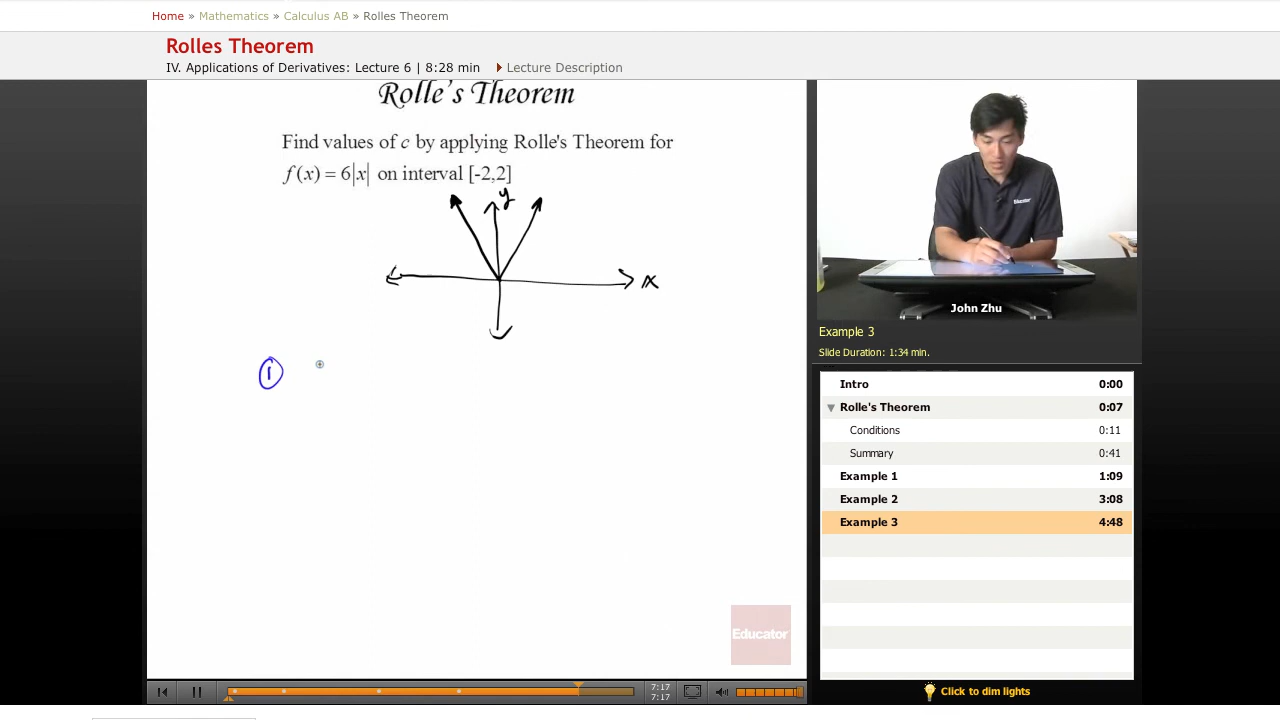 Home » Mathematics » Calculus AB » Rolles Theorem
Rolles Theorem
IV. Applications of Derivatives: Lecture 6 | 8:28 min
Lecture Description
Rolle's Theorem
Find values of c by applying Rolle's Theorem for
f(x) = 6|x| on interval [-2,2]
y
x
1
Educator
7:17
7:17
Educator
John Zhu
Example 3
Slide Duration: 1:34 min.
Intro 0:00
Rolle's Theorem 0:07
Conditions 0:11
Summary 0:41
Example 1 1:09
Example 2 3:08
Example 3 4:48
Click to dim lights